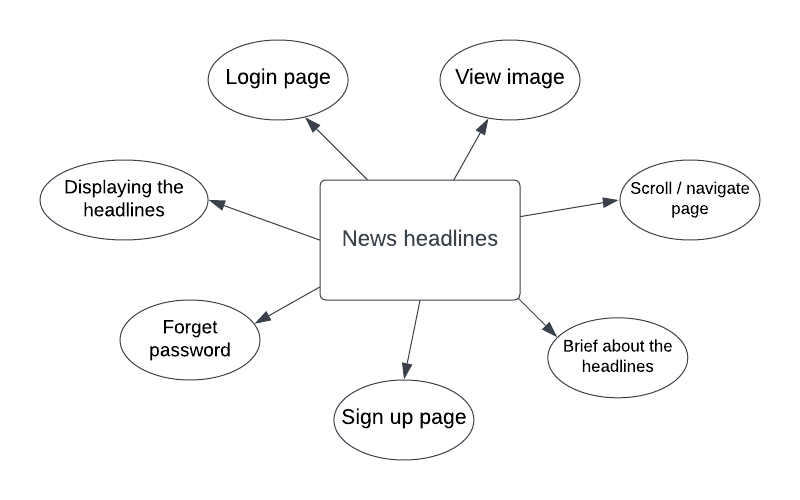 Login page
View image
Displaying the
headlines
Scroll / navigate
page
News headlines
Forget
password
Brief about the
headlines
Sign up page